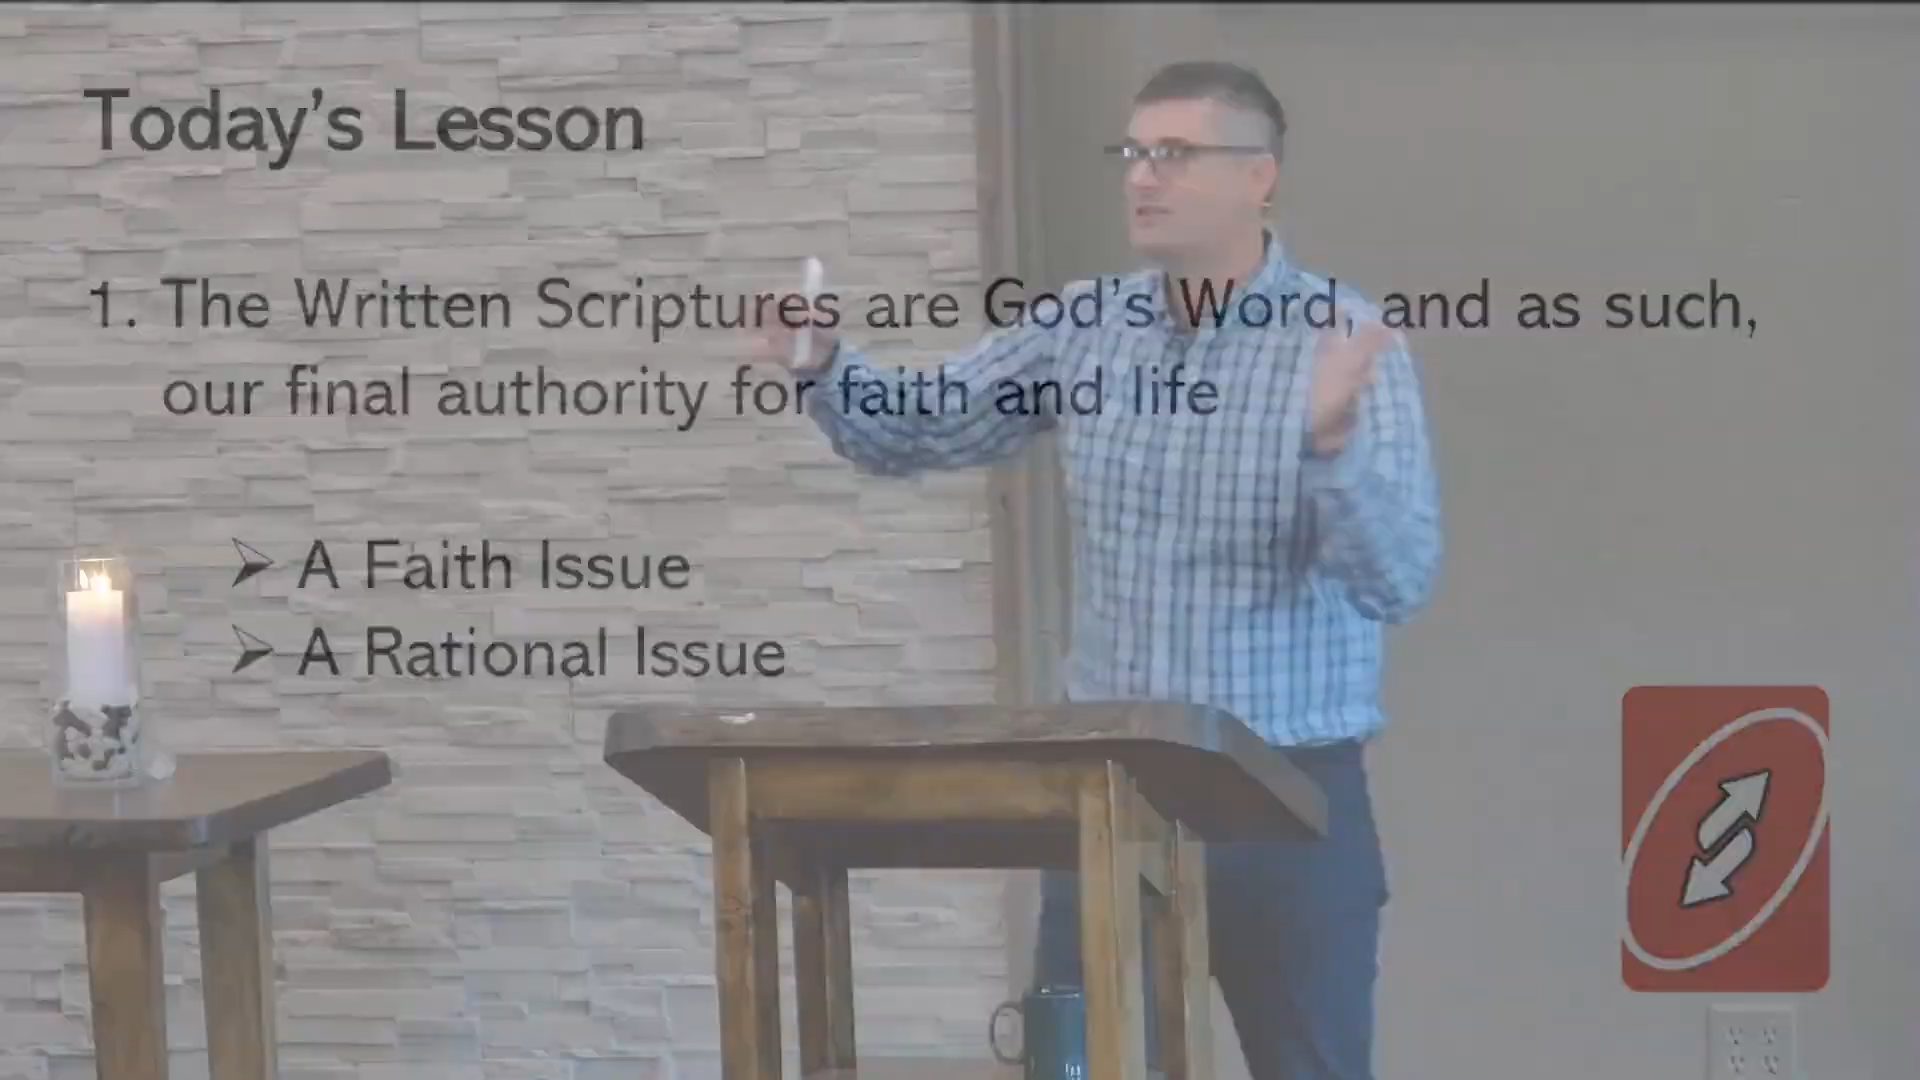 Today's Lesson
1. The Written Scriptures are God's Word, and as such,
our final authority for faith and life
➢ A Faith Issue
➢ A Rational Issue